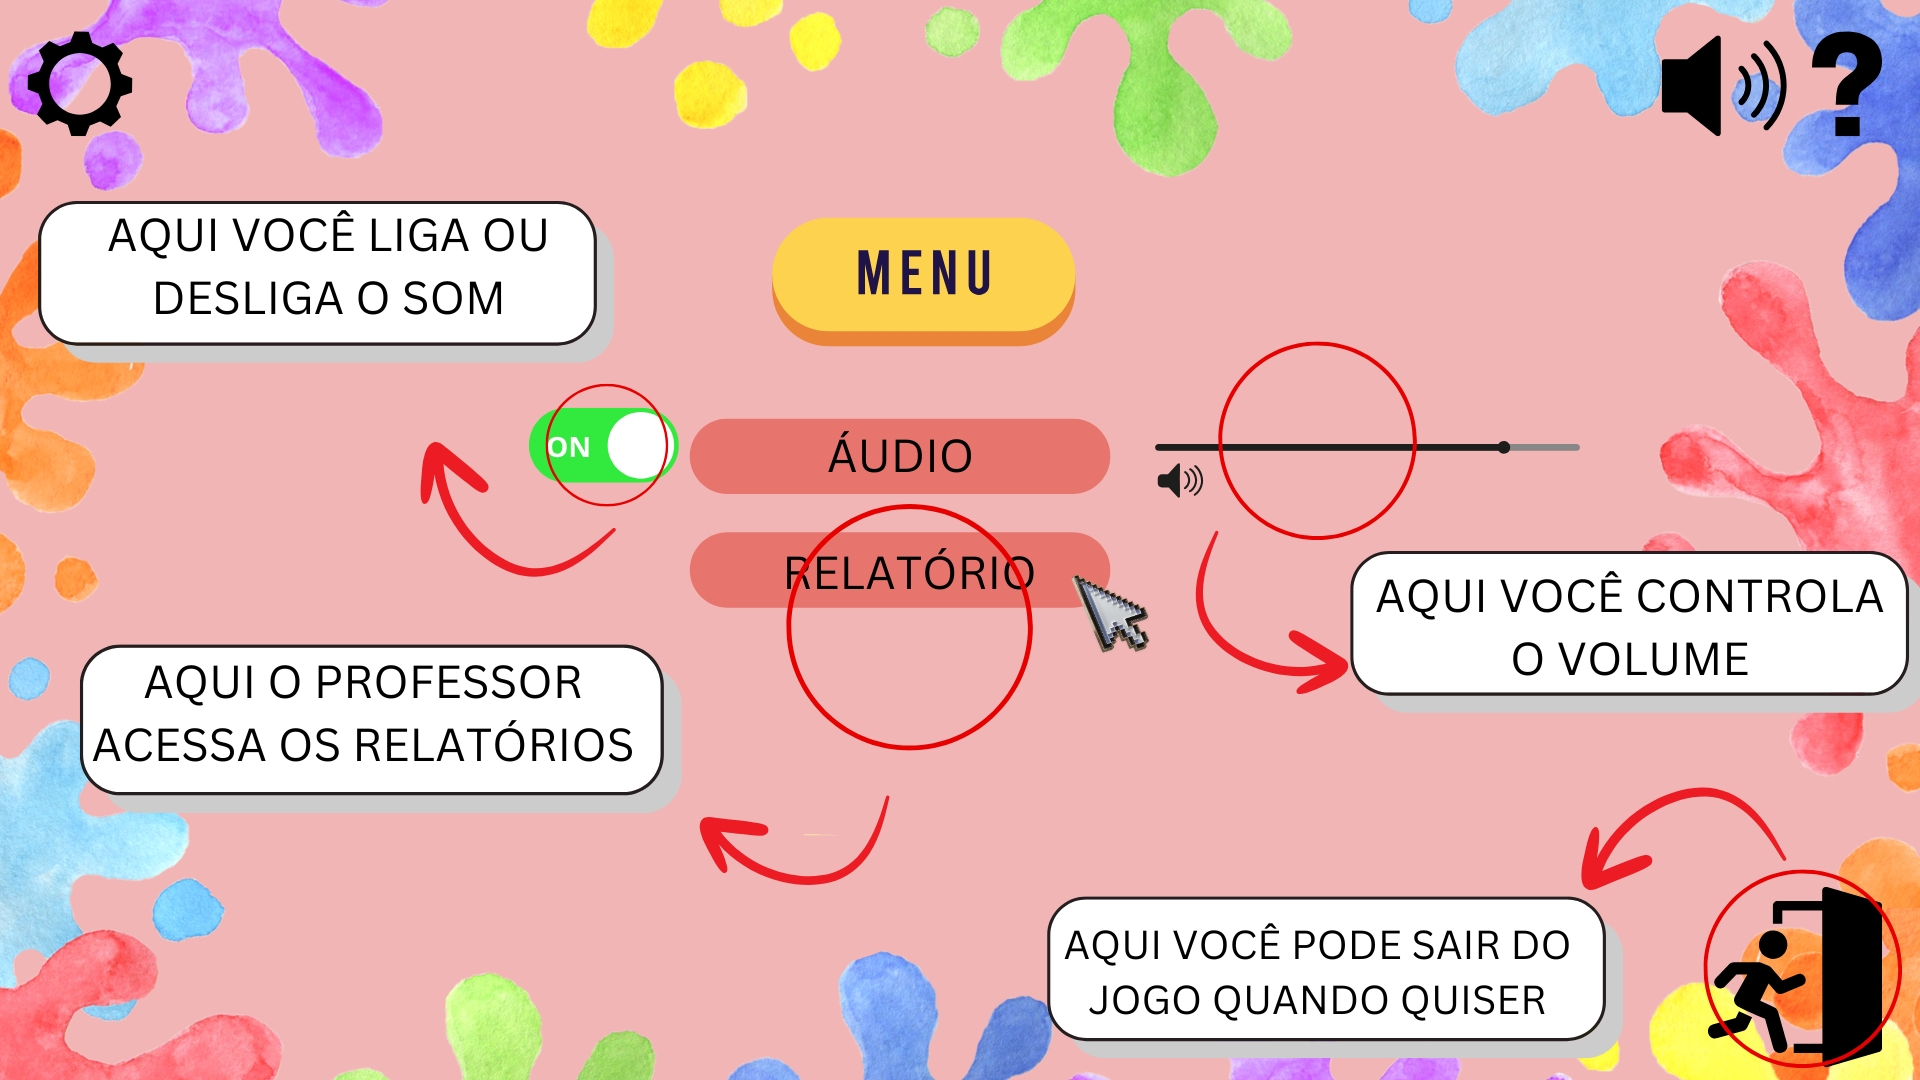 AQUI VOCÊ LIGA OU
DESLIGA O SOM
MENU
ON
ÁUDIO
RELATÓRIO
AQUI VOCÊ CONTROLA
O VOLUME
AQUI O PROFESSOR
ACESSA OS RELATÓRIOS
AQUI VOCÊ PODE SAIR DO
JOGO QUANDO QUISER
?